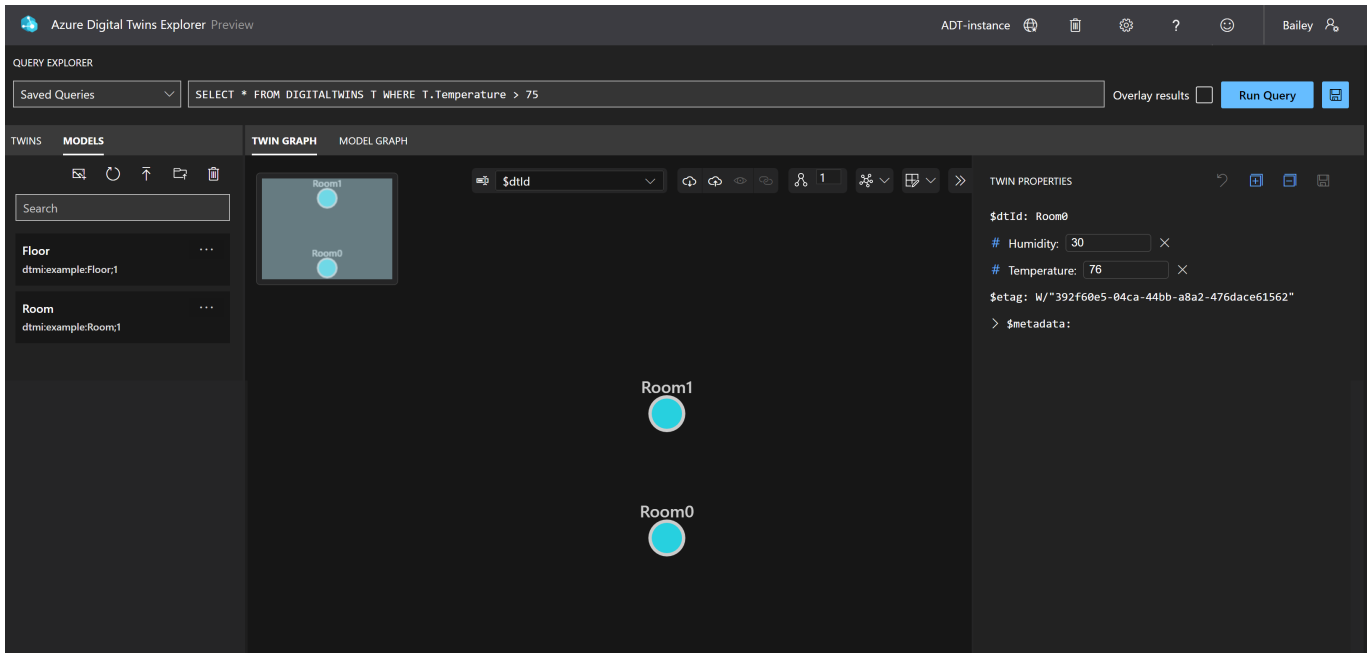 Azure Digital Twins Explorer Preview
ADT-instance
?
Bailey
QUERY EXPLORER
Saved Queries
SELECT * FROM DIGITALTWINS T WHERE T.Temperature > 75
Overlay results
Run Query
TWINS MODELS
TWIN GRAPH MODEL GRAPH
Search
Floor
dtmi:example:Floor;1
Room
dtmi:example:Room;1
Room1
Room0
$dtId
1
Room1
Room0
TWIN PROPERTIES
$dtId: Room0
# Humidity: 30
# Temperature: 76
$etag: W/"392f60e5-04ca-44bb-a8a2-476dace61562"
$metadata: